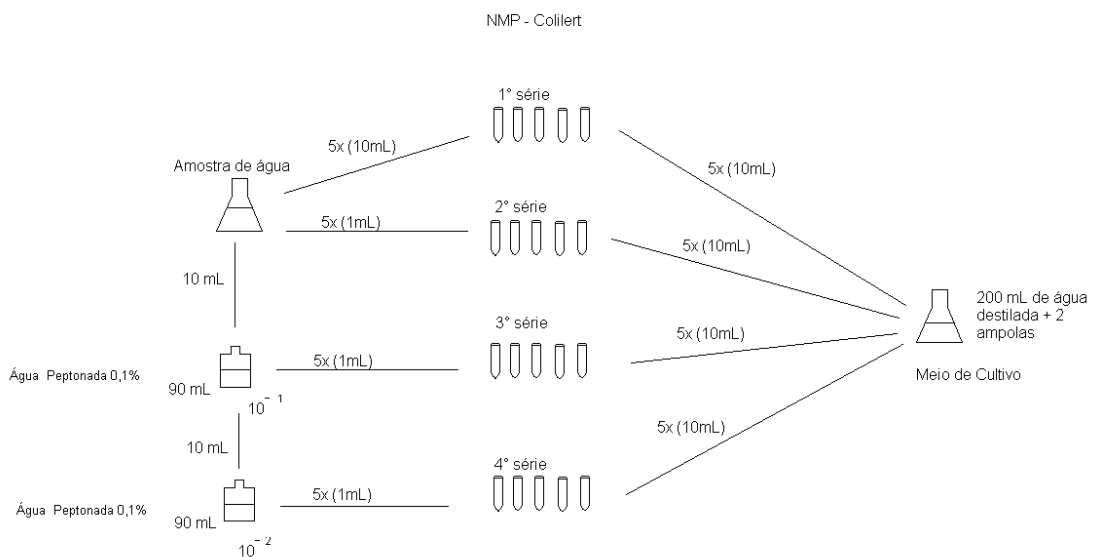 NMP - Colilert
1° série
5x (10mL)
Amostra de água
5x (10mL)
2° série
5x (1mL)
5x (10mL)
10 mL
200 mL de água
destilada + 2
ampolas
3° série
5x (10mL)
5x (1mL)
Água Peptonada 0,1%
Meio de Cultivo
90 mL
10⁻¹
10 mL
5x (10mL)
4° série
5x (1mL)
Água Peptonada 0,1%
90 mL
10⁻²